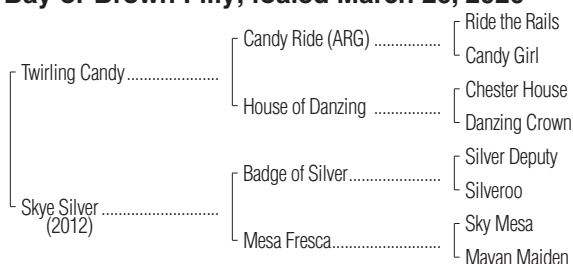 Bay or Brown Filly; foaled March 23, 2020
Ride the Rails
Candy Ride (ARG) ................
Candy Girl
Twirling Candy ......................
Chester House
House of Danzing ................
Danzing Crown
Silver Deputy
Badge of Silver ......................
Silveroo
Skye Silver ............................
(2012)
Sky Mesa
Mesa Fresca ..........................
Mayan Maiden